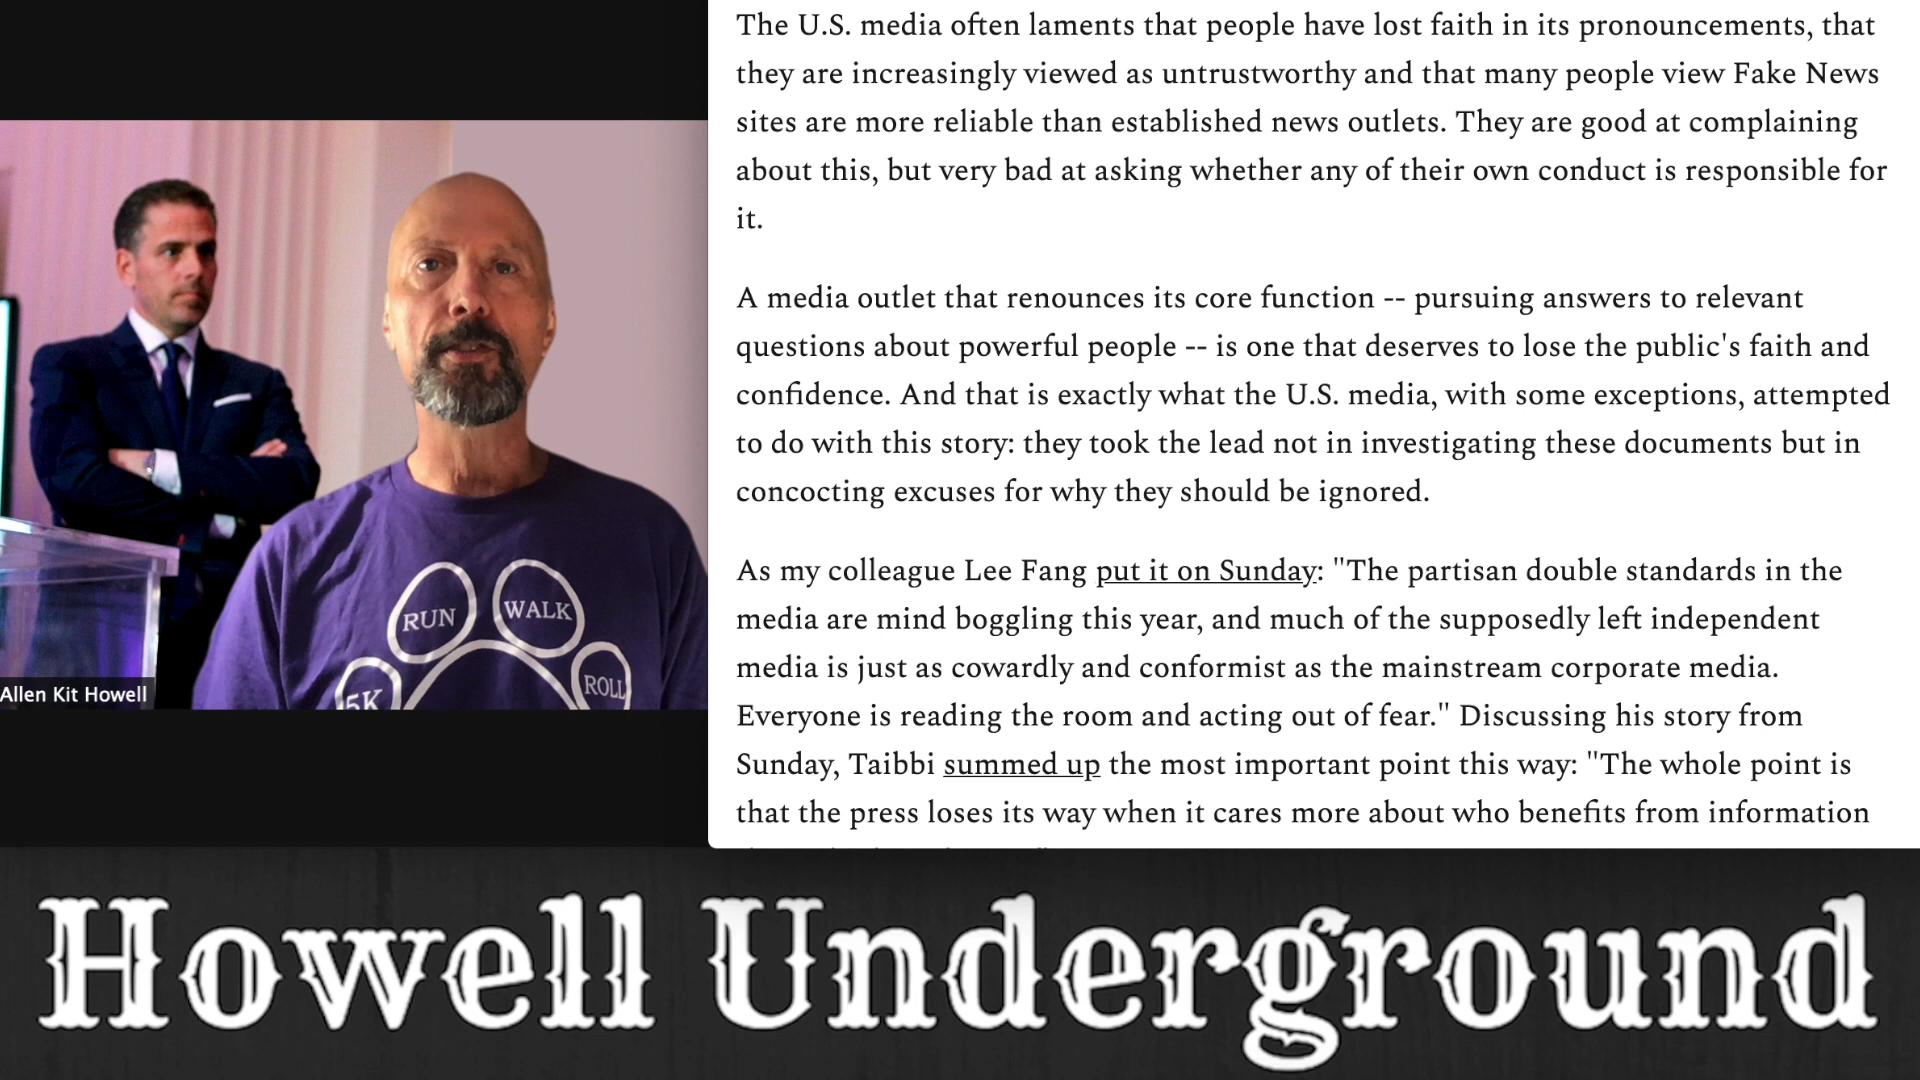 The U.S. media often laments that people have lost faith in its pronouncements, that
they are increasingly viewed as untrustworthy and that many people view Fake News
sites are more reliable than established news outlets. They are good at complaining
about this, but very bad at asking whether any of their own conduct is responsible for
it.
A media outlet that renounces its core function -- pursuing answers to relevant
questions about powerful people -- is one that deserves to lose the public's faith and
confidence. And that is exactly what the U.S. media, with some exceptions, attempted
to do with this story: they took the lead not in investigating these documents but in
concocting excuses for why they should be ignored.
As my colleague Lee Fang put it on Sunday: "The partisan double standards in the
media are mind boggling this year, and much of the supposedly left independent
media is just as cowardly and conformist as the mainstream corporate media.
Everyone is reading the room and acting out of fear." Discussing his story from
Sunday, Taibbi summed up the most important point this way: "The whole point is
that the press loses its way when it cares more about who benefits from information
RUN
WALK
5K
ROLL
Allen Kit Howell
Howell Underground